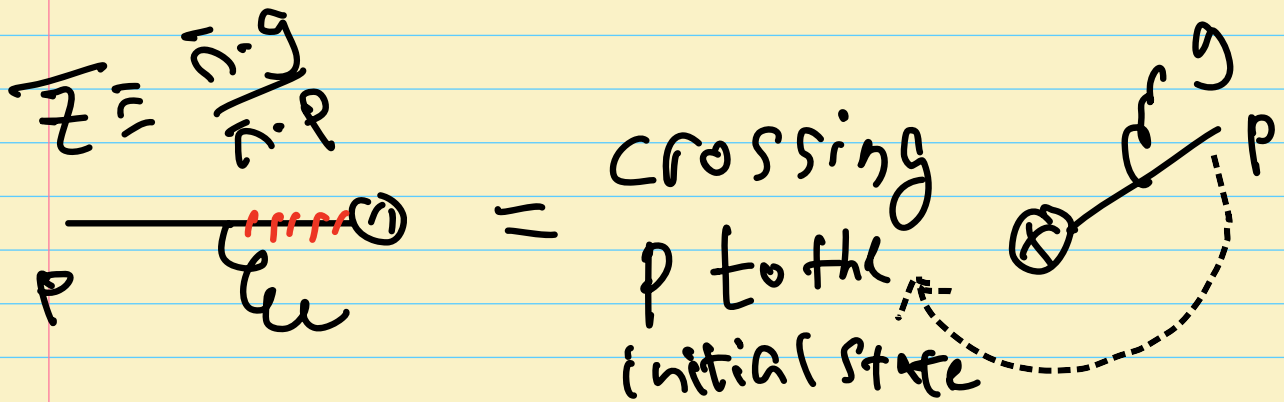 z̄ ≡ n̄·g / n̄·p
p
= crossing
p to the
initial state
g
p